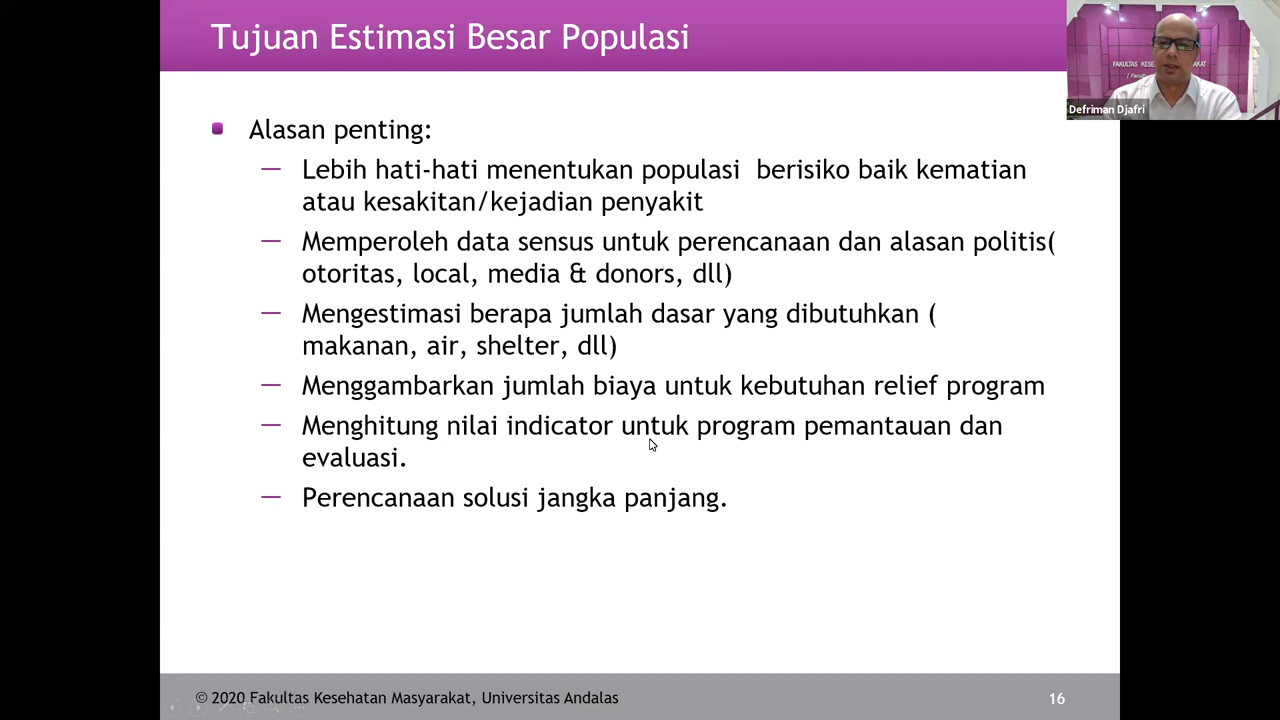 Tujuan Estimasi Besar Populasi
Alasan penting:
Lebih hati-hati menentukan populasi berisiko baik kematian
atau kesakitan/kejadian penyakit
Memperoleh data sensus untuk perencanaan dan alasan politis(
otoritas, local, media & donors, dll)
Mengestimasi berapa jumlah dasar yang dibutuhkan (
makanan, air, shelter, dll)
Menggambarkan jumlah biaya untuk kebutuhan relief program
Menghitung nilai indicator untuk program pemantauan dan
evaluasi.
Perencanaan solusi jangka panjang.
© 2020 Fakultas Kesehatan Masyarakat, Universitas Andalas
16
FAKULTAS
Defriman Djafri